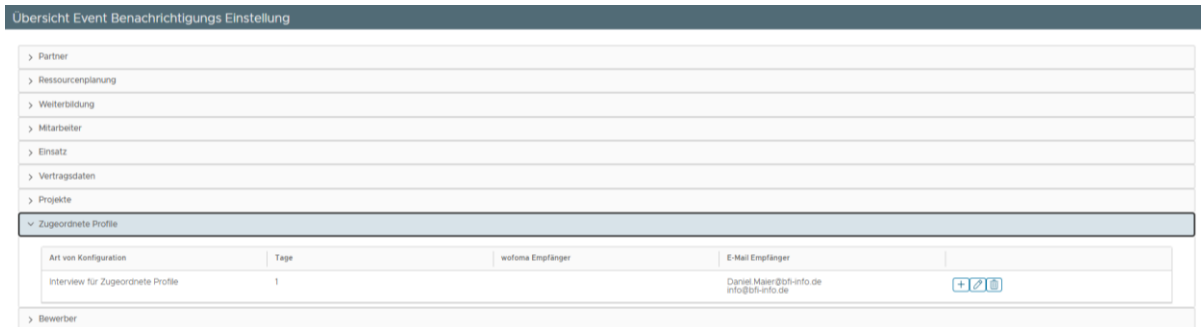 Übersicht Event Benachrichtigungs Einstellung
Partner
Ressourcenplanung
Weiterbildung
Mitarbeiter
Einsatz
Vertragsdaten
Projekte
Zugeordnete Profile
Art von Konfiguration Tage wofoma Empfänger E-Mail Empfänger
Interview für Zugeordnete Profile 1 Daniel.Maier@bfi-info.de
info@bfi-info.de
Bewerber